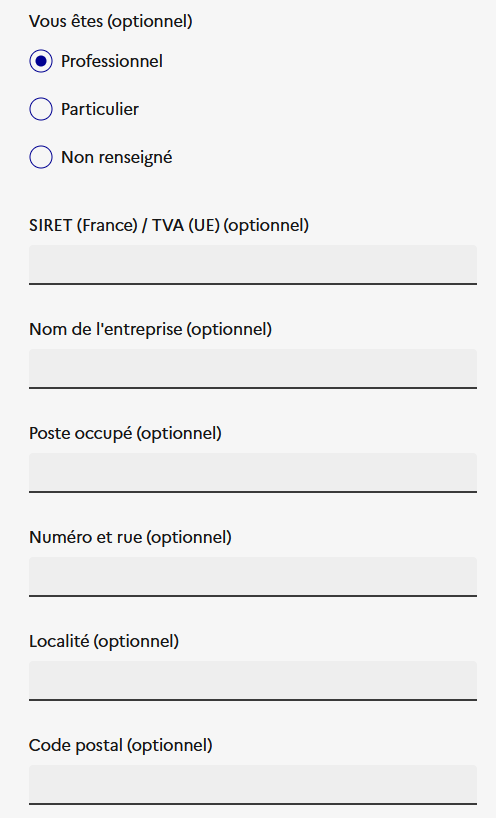 Vous êtes (optionnel)
Professionnel
Particulier
Non renseigné
SIRET (France) / TVA (UE) (optionnel)
Nom de l'entreprise (optionnel)
Poste occupé (optionnel)
Numéro et rue (optionnel)
Localité (optionnel)
Code postal (optionnel)